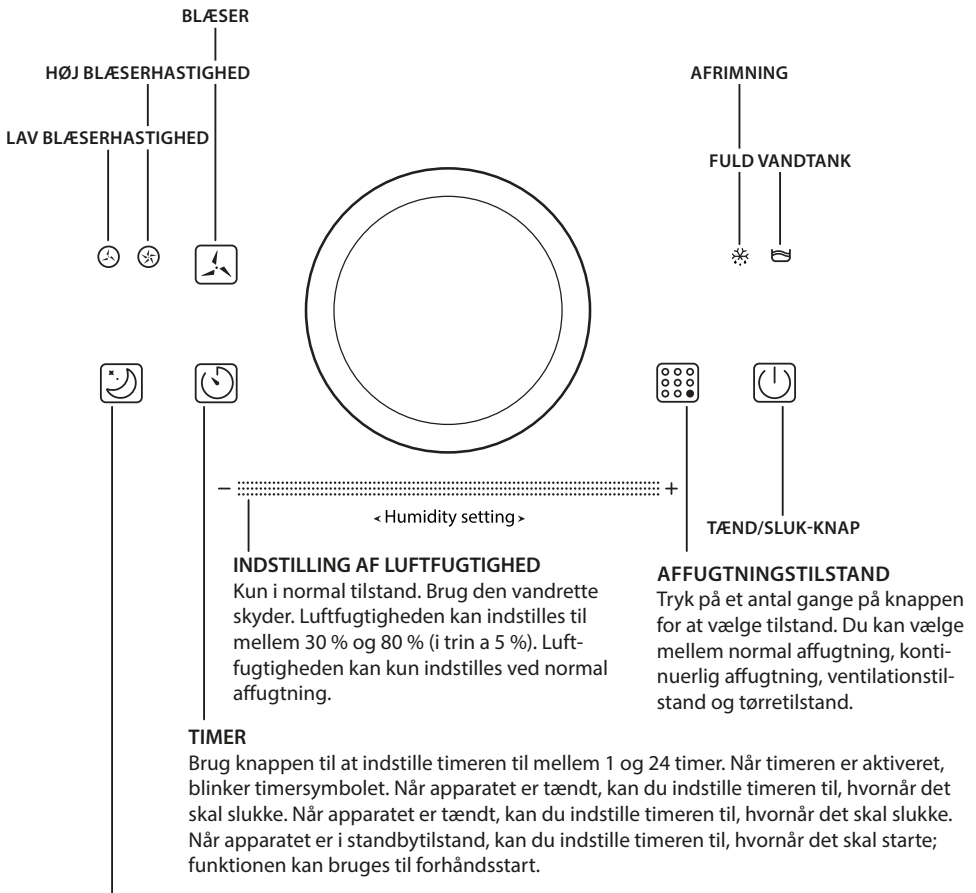 BLÆSER
HØJ BLÆSERHASTIGHED
AFRIMNING
LAV BLÆSERHASTIGHED
FULD VANDTANK
− +
< Humidity setting >
TÆND/SLUK-KNAP
INDSTILLING AF LUFTFUGTIGHED
Kun i normal tilstand. Brug den vandrette
skyder. Luftfugtigheden kan indstilles til
mellem 30 % og 80 % (i trin a 5 %). Luft-
fugtigheden kan kun indstilles ved normal
affugtning.
AFFUGTNINGSTILSTAND
Tryk på et antal gange på knappen
for at vælge tilstand. Du kan vælge
mellem normal affugtning, konti-
nuerlig affugtning, ventilationstil-
stand og tørretilstand.
TIMER
Brug knappen til at indstille timeren til mellem 1 og 24 timer. Når timeren er aktiveret,
blinker timersymbolet. Når apparatet er tændt, kan du indstille timeren til, hvornår det
skal slukke. Når apparatet er tændt, kan du indstille timeren til, hvornår det skal slukke.
Når apparatet er i standbytilstand, kan du indstille timeren til, hvornår det skal starte;
funktionen kan bruges til forhåndsstart.